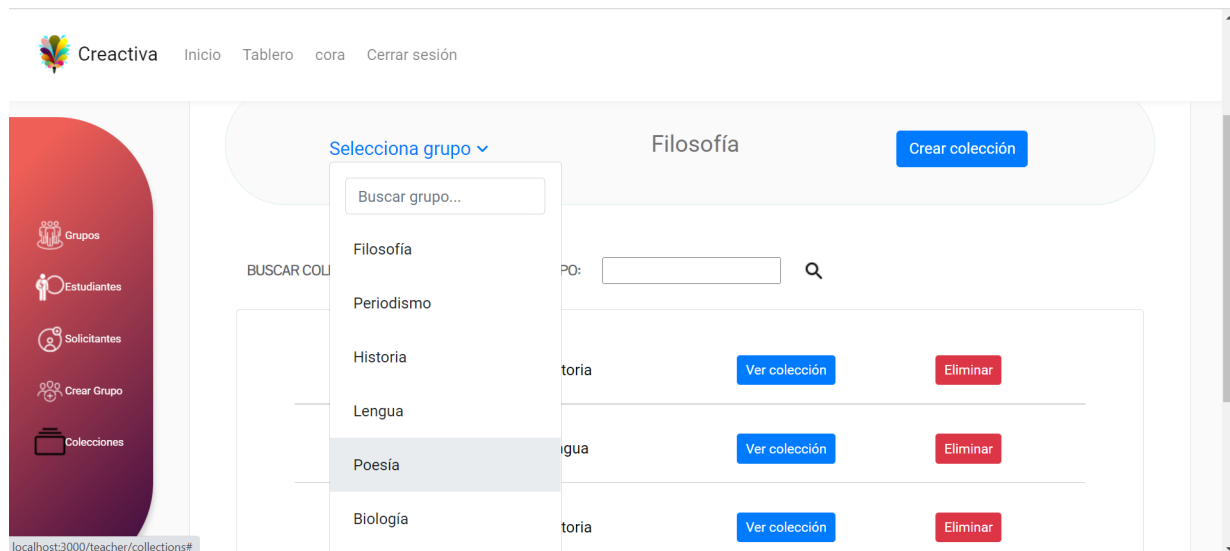 Creactiva Inicio Tablero cora Cerrar sesión
Selecciona grupo Filosofía Crear colección
Buscar grupo...
Filosofía
Periodismo
Historia
Lengua
Poesía
Biología
Grupos
Estudiantes
Solicitantes
Crear Grupo
Colecciones
BUSCAR COL PO:
toria Ver colección Eliminar
gua Ver colección Eliminar
toria Ver colección Eliminar
localhost:3000/teacher/collections#